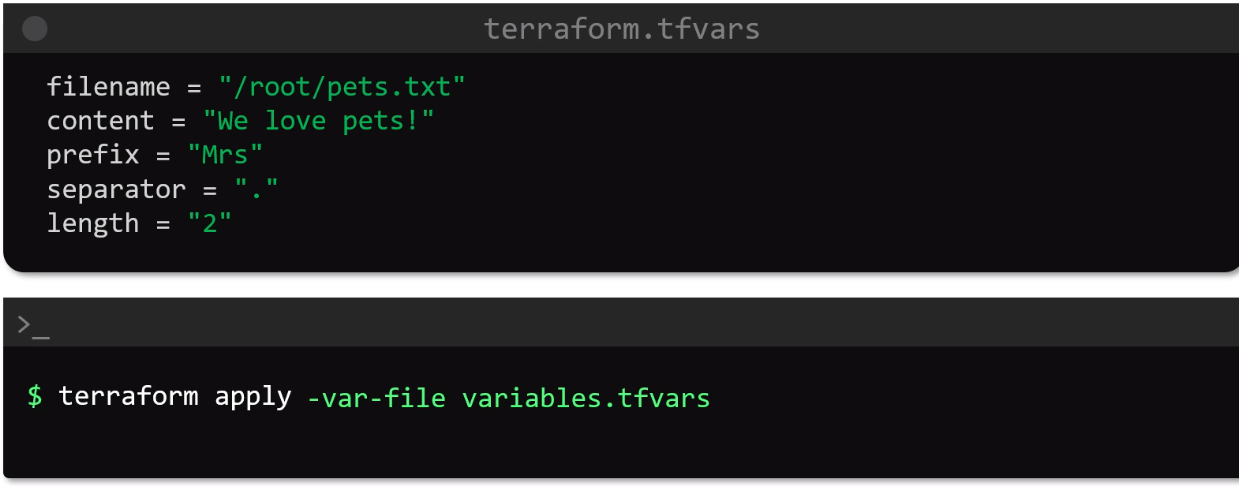 terraform.tfvars
filename = "/root/pets.txt"
content = "We love pets!"
prefix = "Mrs"
separator = "."
length = "2"
>_
$ terraform apply -var-file variables.tfvars